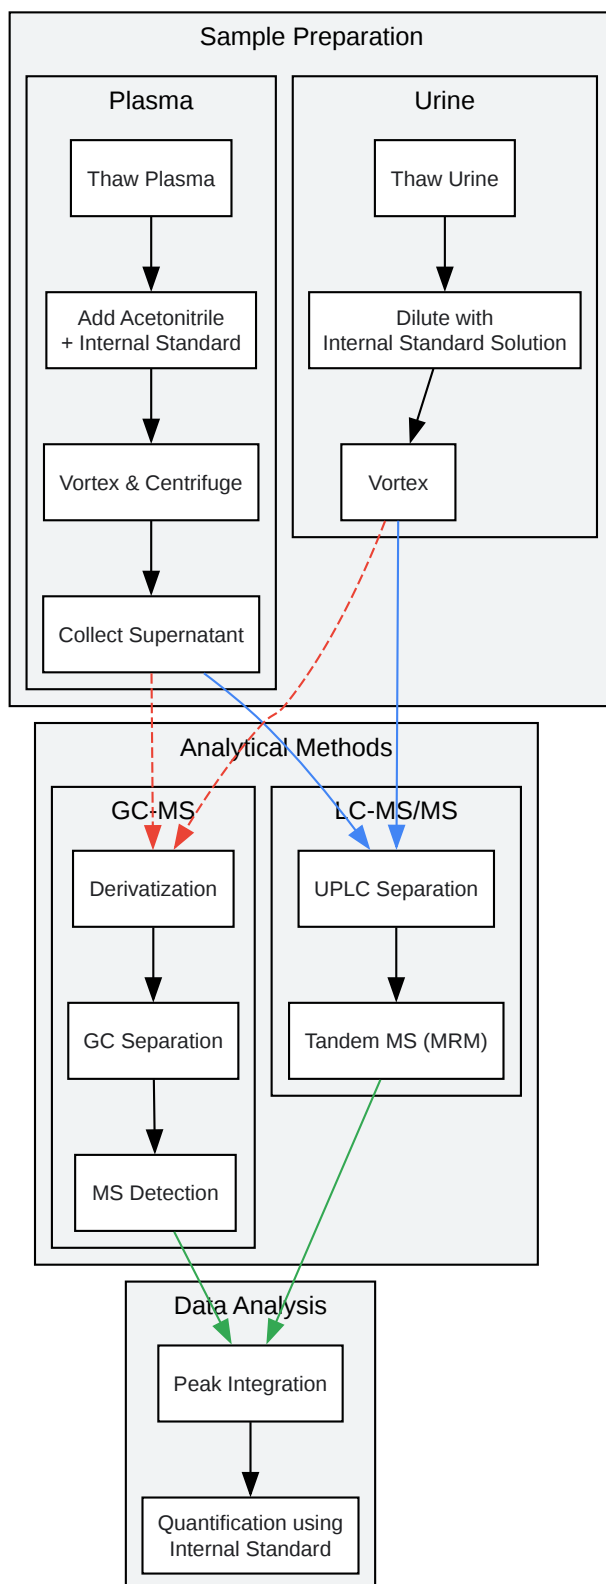 Sample Preparation
Plasma
Thaw Plasma
Add Acetonitrile
+ Internal Standard
Vortex & Centrifuge
Collect Supernatant
Urine
Thaw Urine
Dilute with
Internal Standard Solution
Vortex
Analytical Methods
GC-MS
Derivatization
GC Separation
MS Detection
LC-MS/MS
UPLC Separation
Tandem MS (MRM)
Data Analysis
Peak Integration
Quantification using
Internal Standard